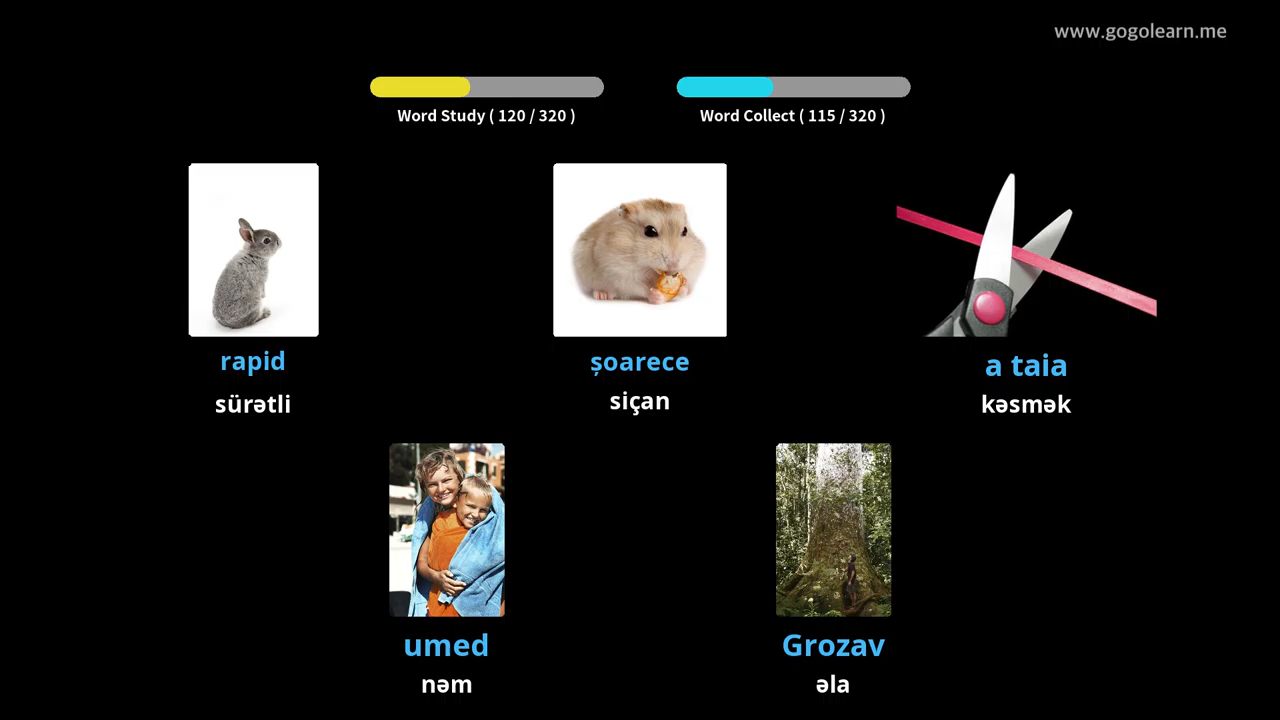 www.gogolearn.me
Word Study ( 120 / 320 )
Word Collect ( 115 / 320 )
rapid
șoarece
a taia
sürətli
siçan
kəsmək
umed
Grozav
nəm
əla